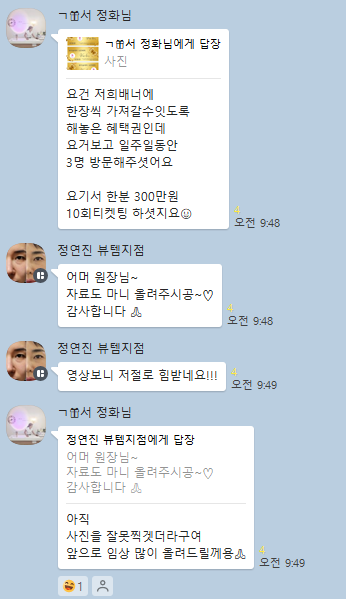 ㄱ쁆서 정화님
ㄱ쁆서 정화님에게 답장
사진
요건 저희배너에
한장씩 가져갈수잇도록
해놓은 혜택권인데
요거보고 일주일동안
3명 방문해주셧어요
요기서 한분 300만원
10회티켓팅 하셧지요☺
4
오전 9:48
정연진 뷰템지점
어머 원장님~
자료도 마니 올려주시공~♡
감사합니다 🙏
4
오전 9:48
정연진 뷰템지점
영상보니 저절로 힘받네요!!!
4
오전 9:49
ㄱ쁆서 정화님
정연진 뷰템지점에게 답장
어머 원장님~
자료도 마니 올려주시공~♡
감사합니다 🙏
아직
사진을 잘못찍겟더라구여
앞으로 임상 많이 올려드릴께용🙏
4
오전 9:49
1